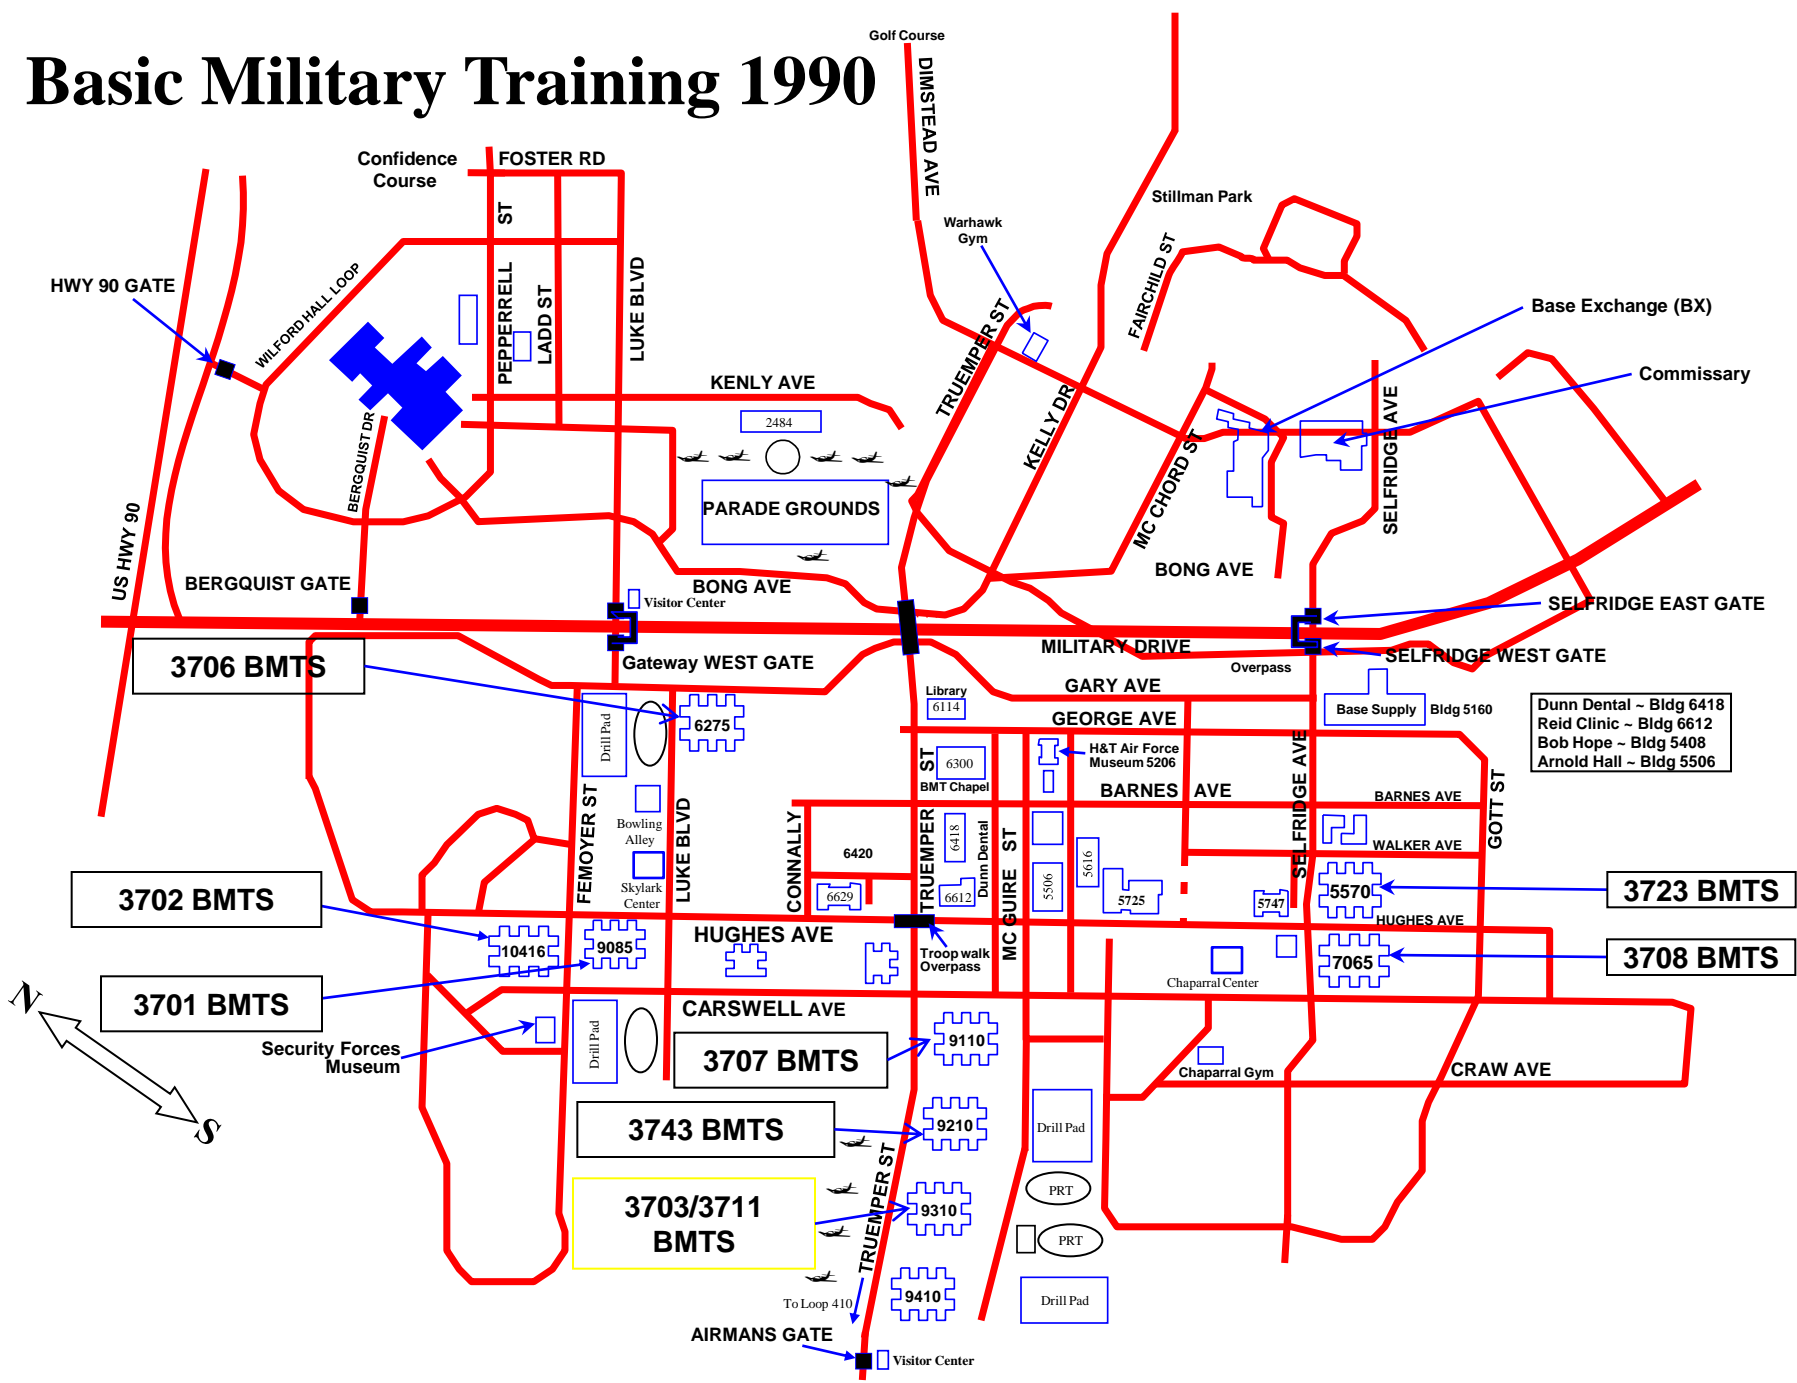 Basic Military Training 1990
Golf Course
DIMSTEAD AVE
Confidence
Course
FOSTER RD
ST
PEPPERRELL
LADD ST
LUKE BLVD
Stillman Park
Warhawk
Gym
FAIRCHILD ST
HWY 90 GATE
WILFORD HALL LOOP
TRUEMPER ST
Base Exchange (BX)
Commissary
KENLY AVE
2484
KELLY DR
MC CHORD ST
SELFRIDGE AVE
BERGQUIST DR
PARADE GROUNDS
US HWY 90
BERGQUIST GATE
BONG AVE
BONG AVE
Visitor Center
SELFRIDGE EAST GATE
MILITARY DRIVE
Gateway WEST GATE
Overpass
SELFRIDGE WEST GATE
3706 BMTS
GARY AVE
Library
6114
GEORGE AVE
Base Supply
Bldg 5160
Dunn Dental ~ Bldg 6418
Reid Clinic ~ Bldg 6612
Bob Hope ~ Bldg 5408
Arnold Hall ~ Bldg 5506
Drill Pad
6275
ST
6300
BMT Chapel
H&T Air Force
Museum 5206
BARNES AVE
BARNES AVE
SELFRIDGE AVE
GOTT ST
FEMOYER ST
Bowling
Alley
LUKE BLVD
CONNALLY
TRUEMPER
6418
Dunn Dental
MC GUIRE ST
6420
5616
5506
WALKER AVE
Skylark
Center
6629
6612
5725
5747
5570
3723 BMTS
3702 BMTS
HUGHES AVE
HUGHES AVE
10416
9085
Troop walk
Overpass
7065
3708 BMTS
Chaparral Center
3701 BMTS
CARSWELL AVE
N
S
Security Forces
Museum
Drill Pad
3707 BMTS
9110
Chaparral Gym
CRAW AVE
3743 BMTS
9210
Drill Pad
TRUEMPER ST
3703/3711
BMTS
9310
PRT
PRT
9410
To Loop 410
Drill Pad
AIRMANS GATE
Visitor Center